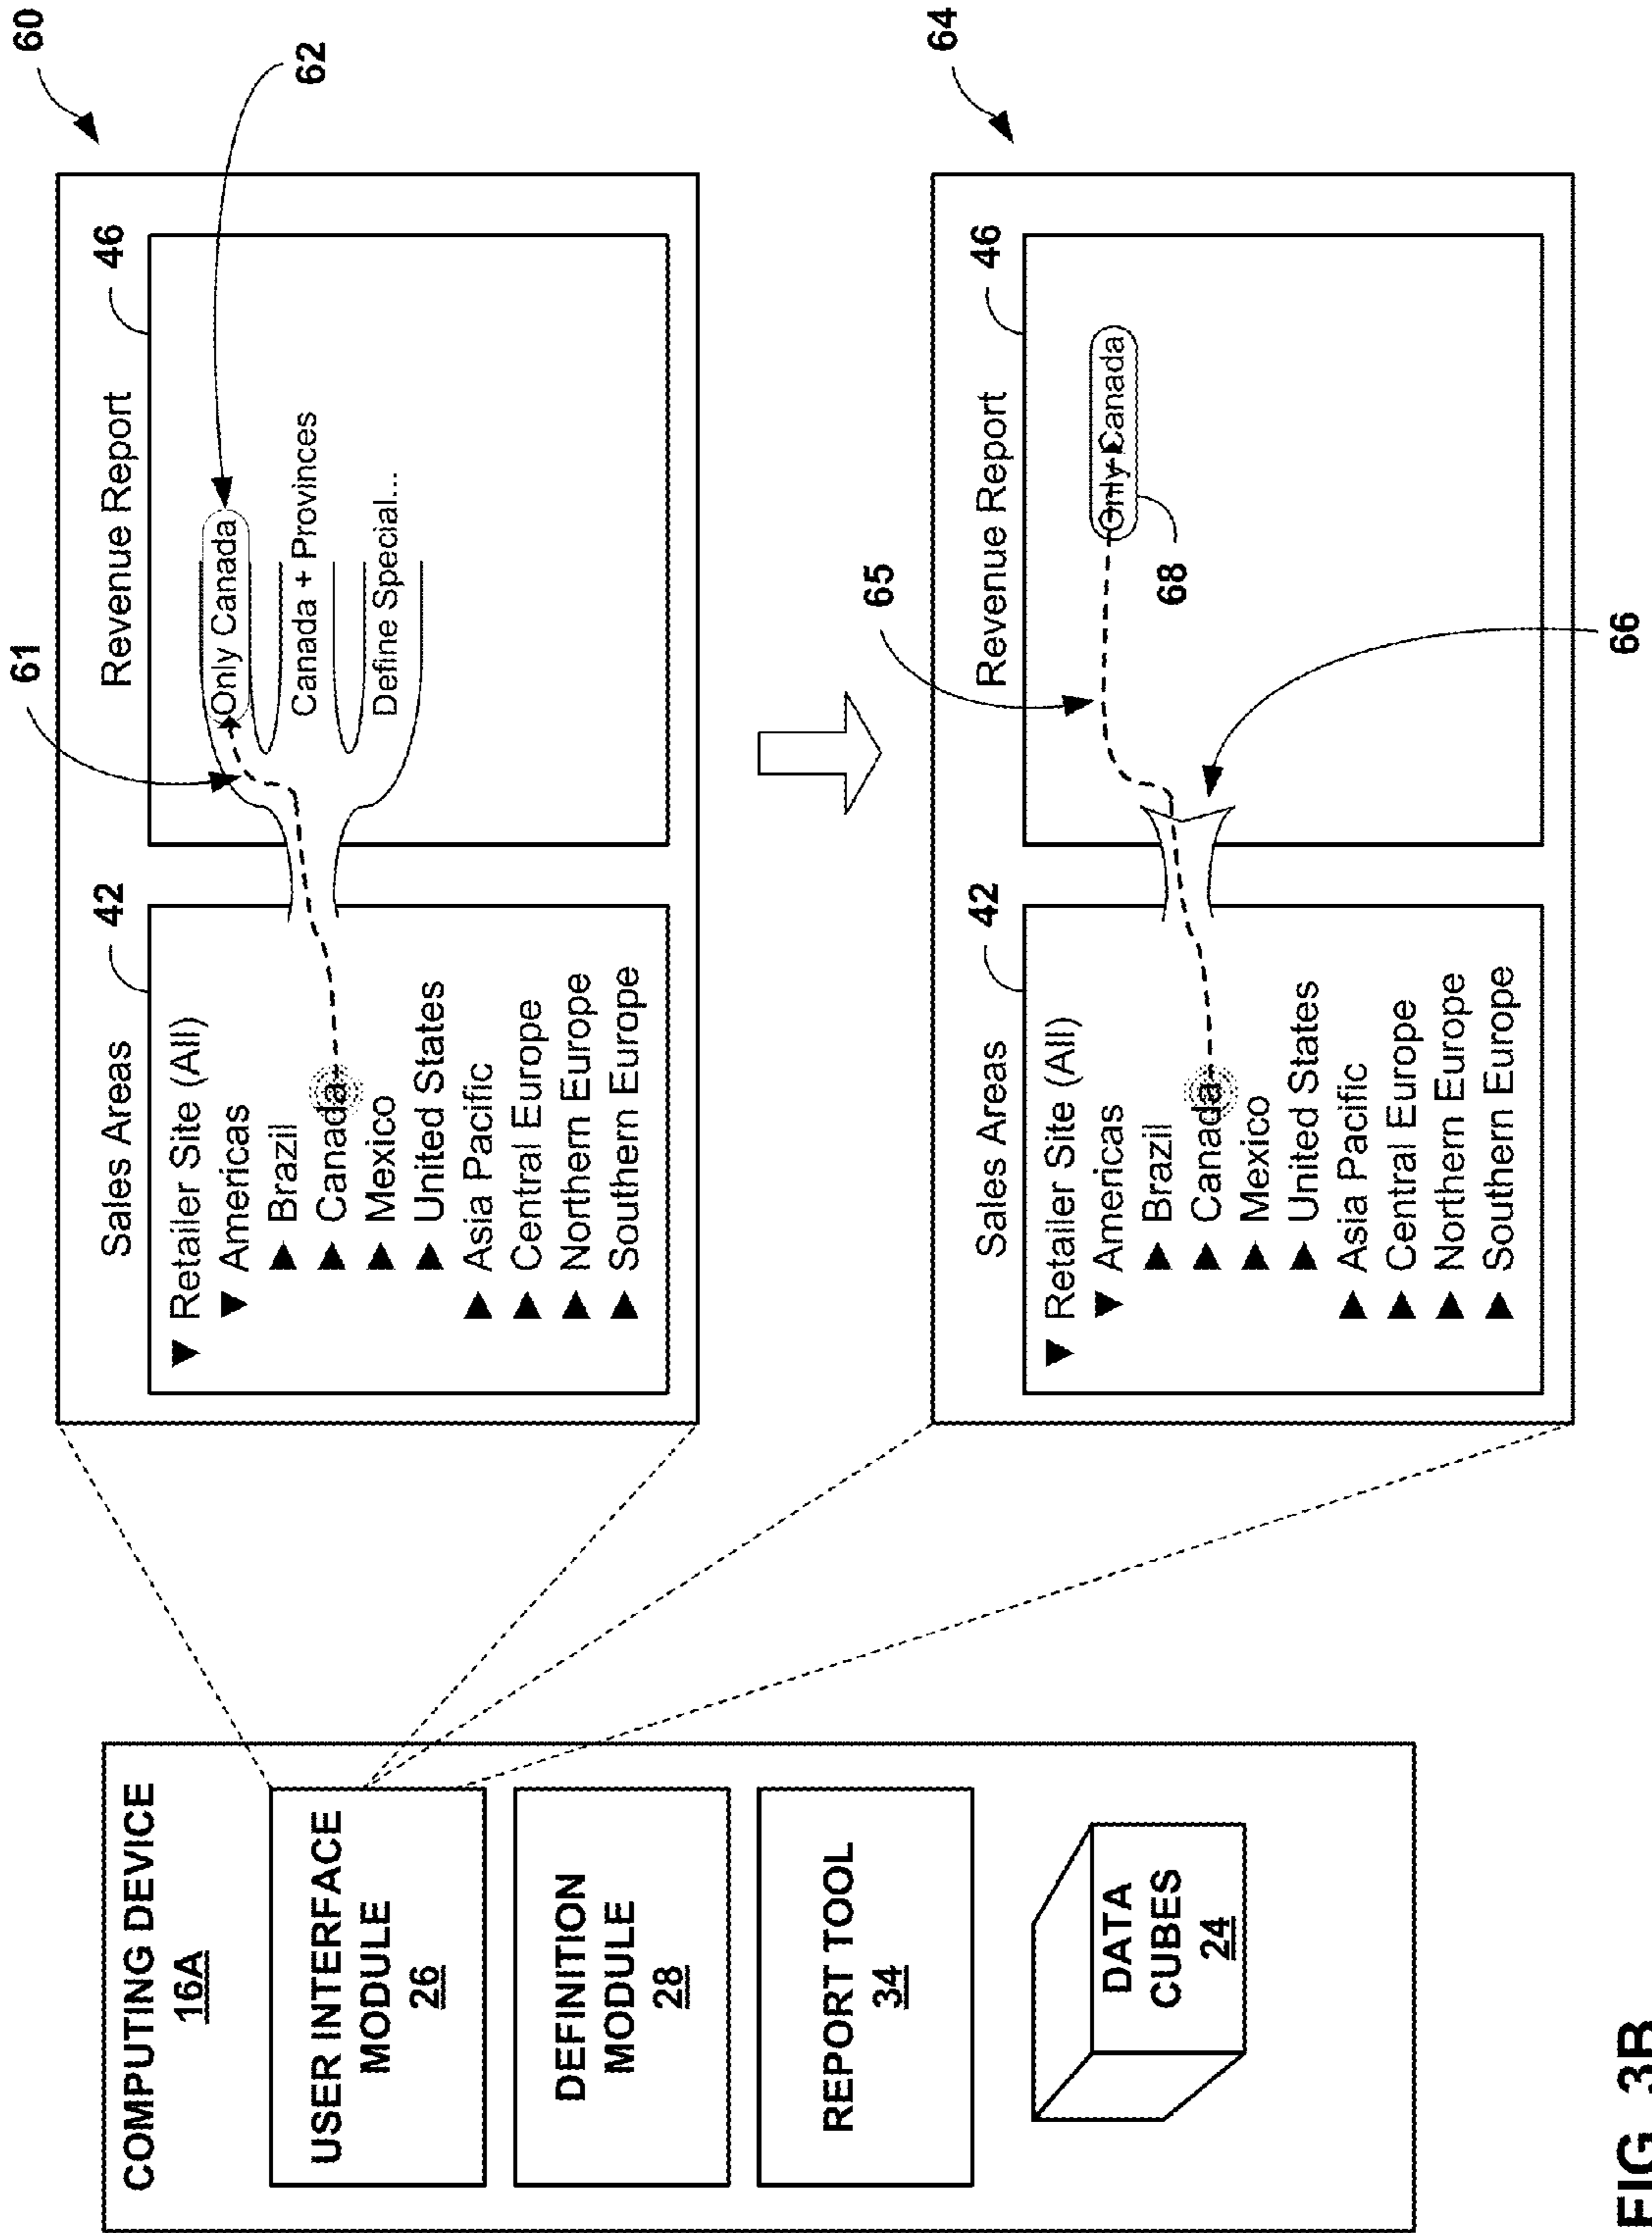 COMPUTING DEVICE
16A
USER INTERFACE
MODULE
26
DEFINITION
MODULE
28
REPORT TOOL
34
DATA
CUBES
24
60
61
62
Sales Areas
42
Revenue Report
46
▼ Retailer Site (All)
▼ Americas
▶ Brazil
▶ Canada
▶ Mexico
▶ United States
▶ Asia Pacific
▶ Central Europe
▶ Northern Europe
▶ Southern Europe
Only Canada
Canada + Provinces
Define Special...
64
65
Sales Areas
42
Revenue Report
46
▼ Retailer Site (All)
▼ Americas
▶ Brazil
▶ Canada
▶ Mexico
▶ United States
▶ Asia Pacific
▶ Central Europe
▶ Northern Europe
▶ Southern Europe
Only Canada
68
66
FIG. 3B